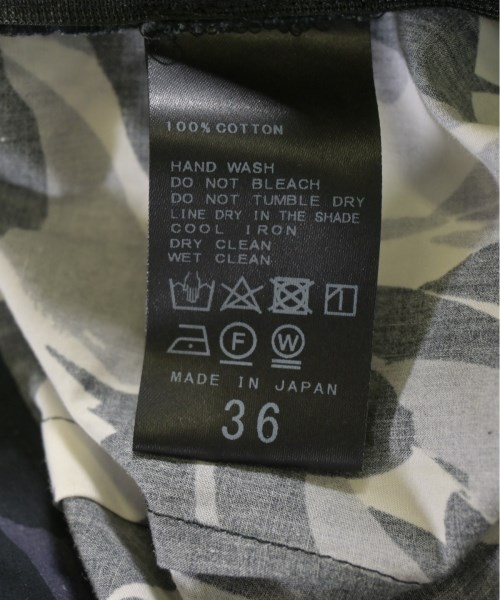 100% COTTON
HAND WASH
DO NOT BLEACH
DO NOT TUMBLE DRY
LINE DRY IN THE SHADE
COOL IRON
DRY CLEAN
WET CLEAN
F W
MADE IN JAPAN
36